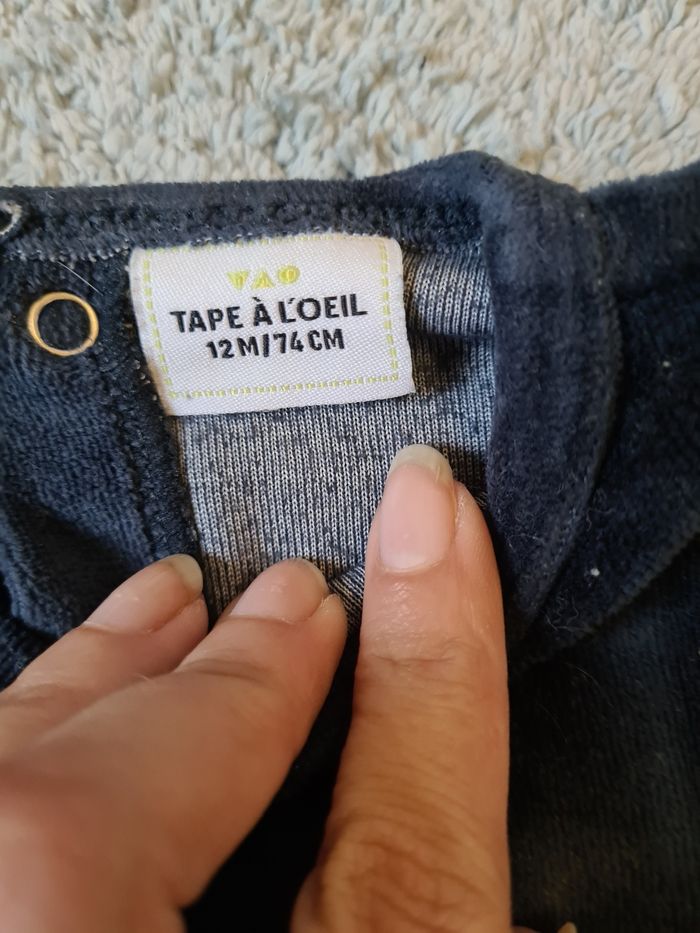 TAO
TAPE À L'OEIL
12M/74CM